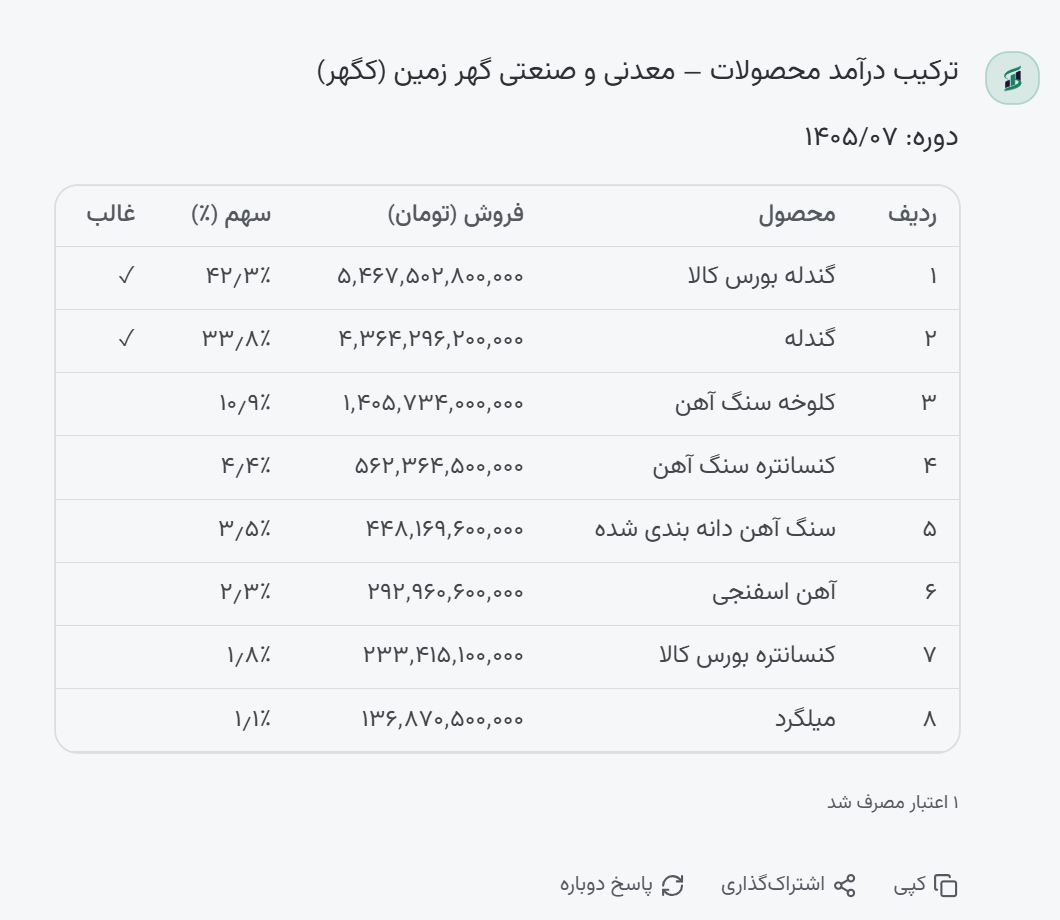 ترکیب درآمد محصولات – معدنی و صنعتی گهر زمین (کگهر)
دوره: ۱۴۰۵/۰۷
ردیف محصول فروش (تومان) سهم (٪) غالب
۱ گندله بورس کالا ۵,۴۶۷,۵۰۲,۸۰۰,۰۰۰ ۴۲٫۳٪ ✓
۲ گندله ۴,۳۶۴,۲۹۶,۲۰۰,۰۰۰ ۳۳٫۸٪ ✓
۳ کلوخه سنگ آهن ۱,۴۰۵,۷۳۴,۰۰۰,۰۰۰ ۱۰٫۹٪
۴ کنسانتره سنگ آهن ۵۶۲,۳۶۴,۵۰۰,۰۰۰ ۴٫۴٪
۵ سنگ آهن دانه بندی شده ۴۴۸,۱۶۹,۶۰۰,۰۰۰ ۳٫۵٪
۶ آهن اسفنجی ۲۹۲,۹۶۰,۶۰۰,۰۰۰ ۲٫۳٪
۷ کنسانتره بورس کالا ۲۳۳,۴۱۵,۱۰۰,۰۰۰ ۱٫۸٪
۸ میلگرد ۱۳۶,۸۷۰,۵۰۰,۰۰۰ ۱٫۱٪
۱ اعتبار مصرف شد
کپی اشتراک‌گذاری پاسخ دوباره